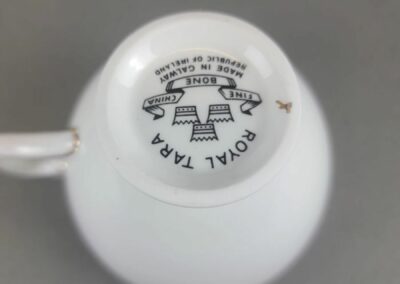 ROYAL TARA
FINE
BONE
CHINA
MADE IN GALWAY
REPUBLIC OF IRELAND